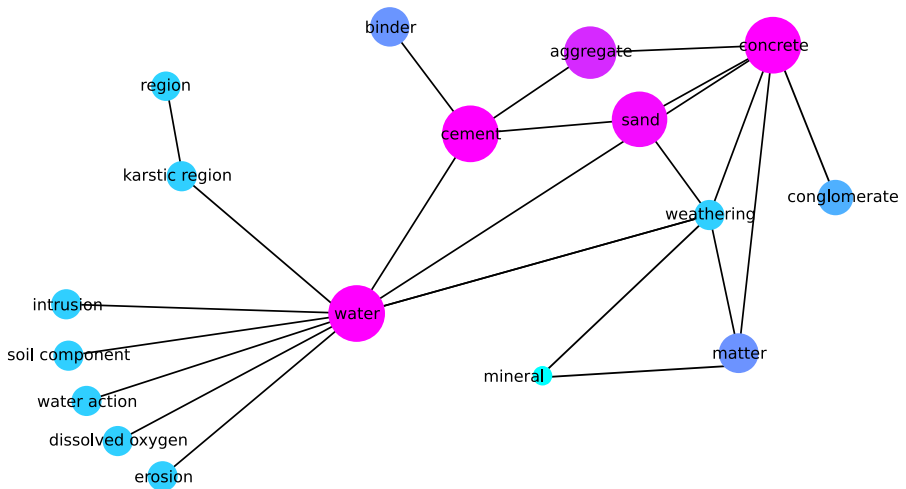 binder
concrete
aggregate
region
sand
cement
karstic region
conglomerate
weathering
intrusion
water
soil component
matter
mineral
water action
dissolved oxygen
erosion